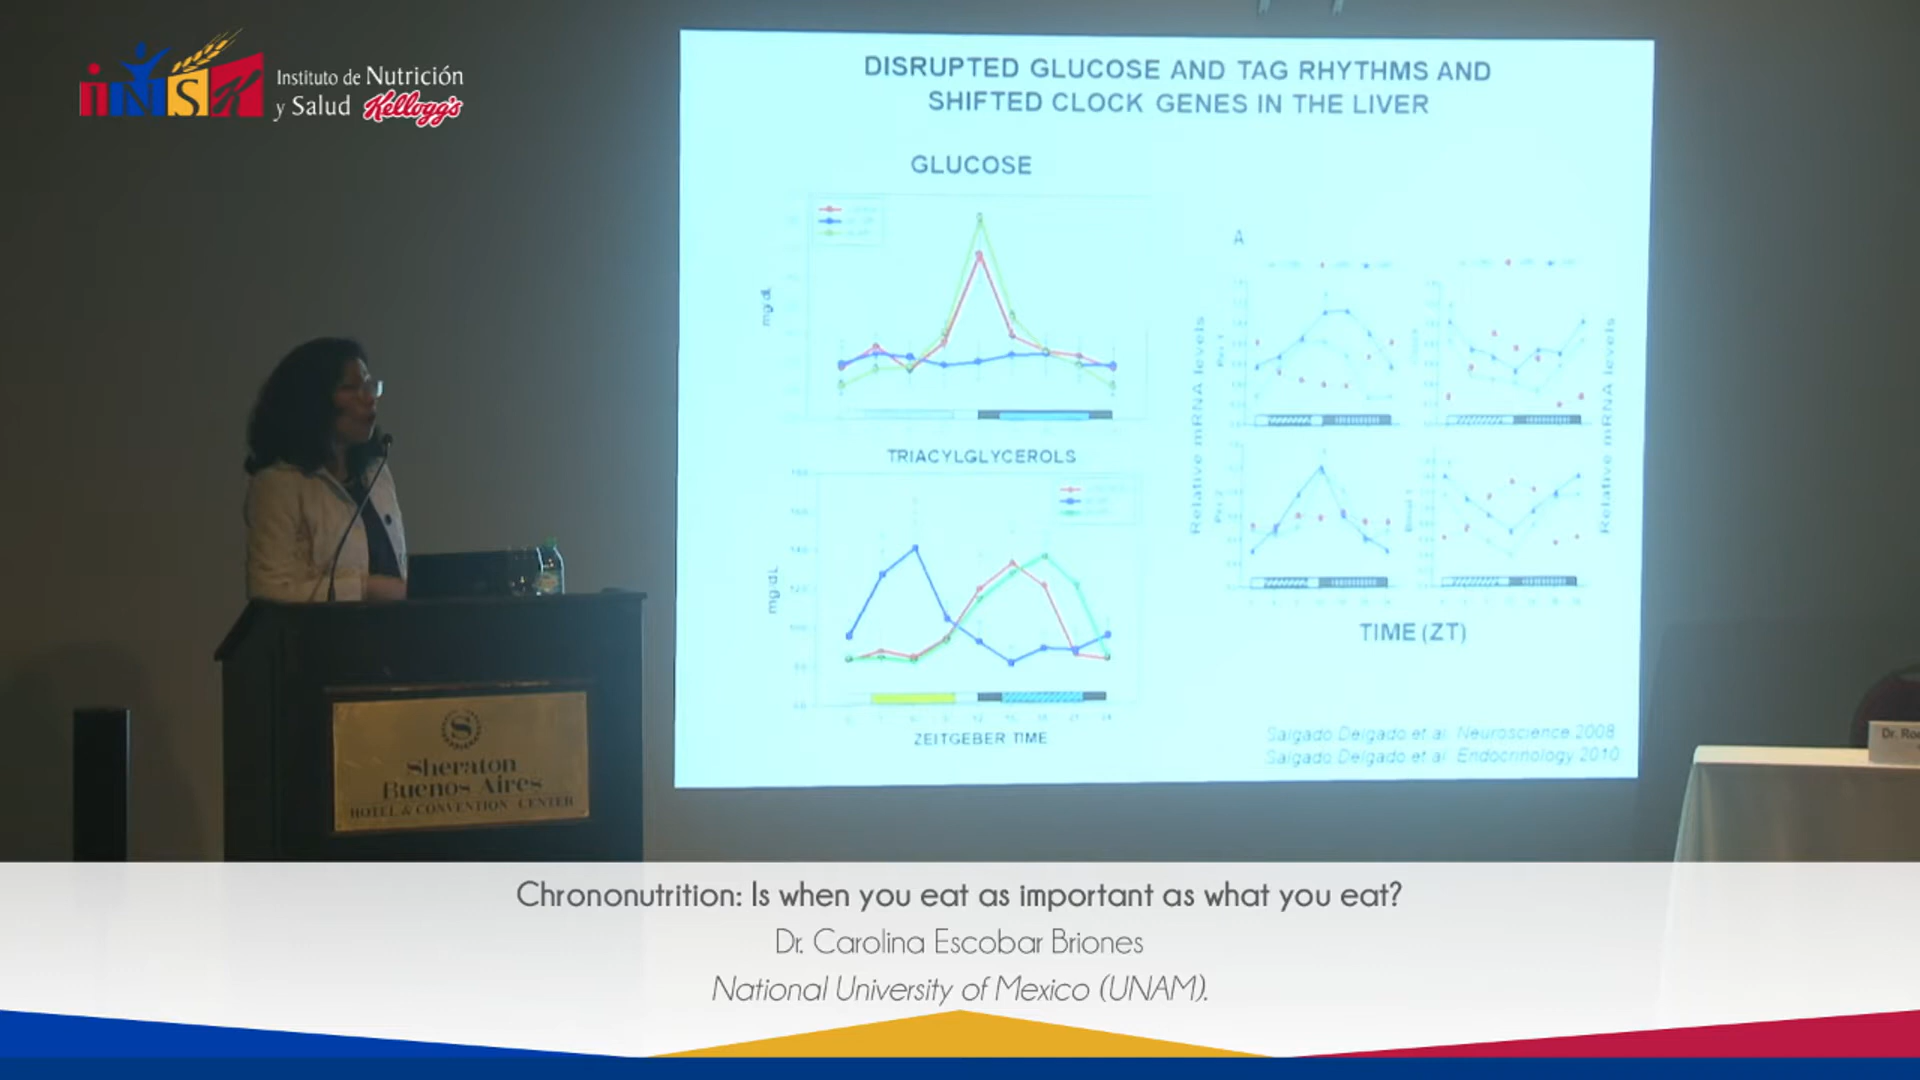 iNSK
Instituto de Nutrición
y Salud Kellogg's
DISRUPTED GLUCOSE AND TAG RHYTHMS AND
SHIFTED CLOCK GENES IN THE LIVER
GLUCOSE
mg/dL
TRIACYLGLYCEROLS
mg/dL
ZEITGEBER TIME
A
Relative mRNA levels
Per1
Per2
Relative mRNA levels
TIME (ZT)
Salgado Delgado et al Neuroscience 2008
Salgado Delgado et al Endocrinology 2010
S
Sheraton
Buenos Aires
HOTEL & CONVENTION CENTER
Chrononutrition: Is when you eat as important as what you eat?
Dr. Carolina Escobar Briones
National University of Mexico (UNAM).